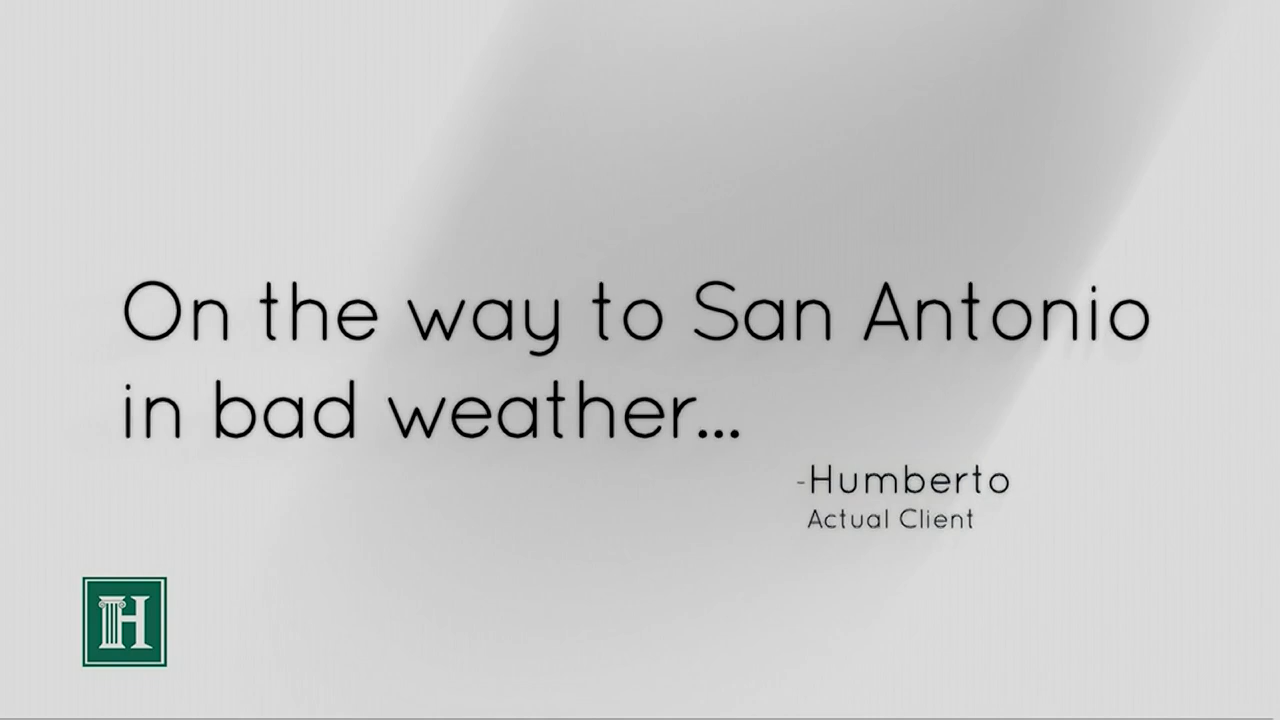 On the way to San Antonio
in bad weather...
-Humberto
Actual Client
H